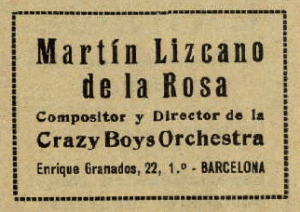 Martín Lizcano
de la Rosa
Compositor y Director de la
Crazy Boys Orchestra
Enrique Granados, 22, 1.º - BARCELONA